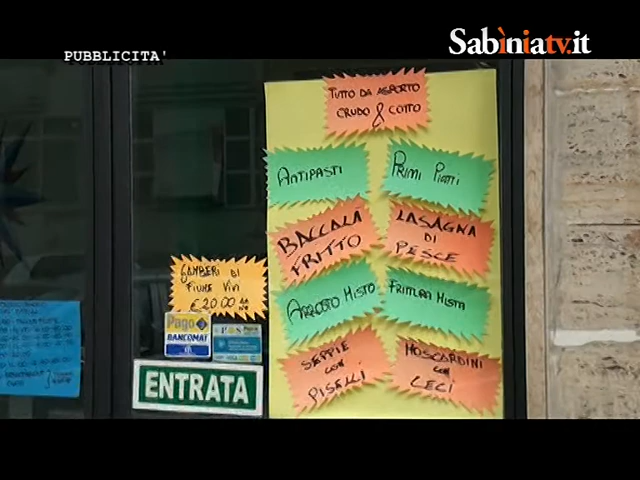 PUBBLICITA'
Sabiniatv.it
TUTTO DA ASPORTO
CRUDO & COTTO
ANTIPASTI
PRIMI PIATTI
BACCALA
FRITTO
LASAGNA
DI
PESCE
GAMBERI DI
FIUME VIVI
€20.00
ARROSTO MISTO
FRITTURA MISTA
Pago
BANCOMAT
SEPPIE
con
PISELLI
MOSCARDINI
con
CECI
ENTRATA